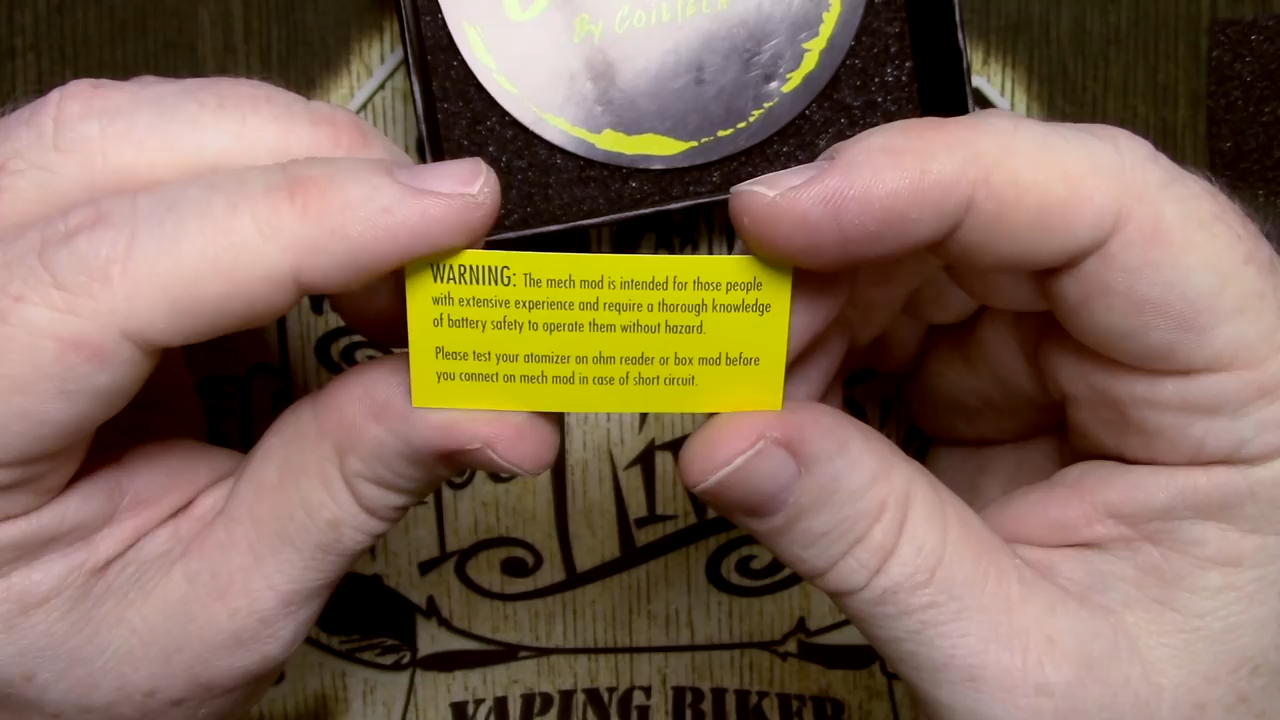 By COILTECH
WARNING: The mech mod is intended for those people
with extensive experience and require a thorough knowledge
of battery safety to operate them without hazard.
Please test your atomizer on ohm reader or box mod before
you connect on mech mod in case of short circuit.
VAPING BIKER